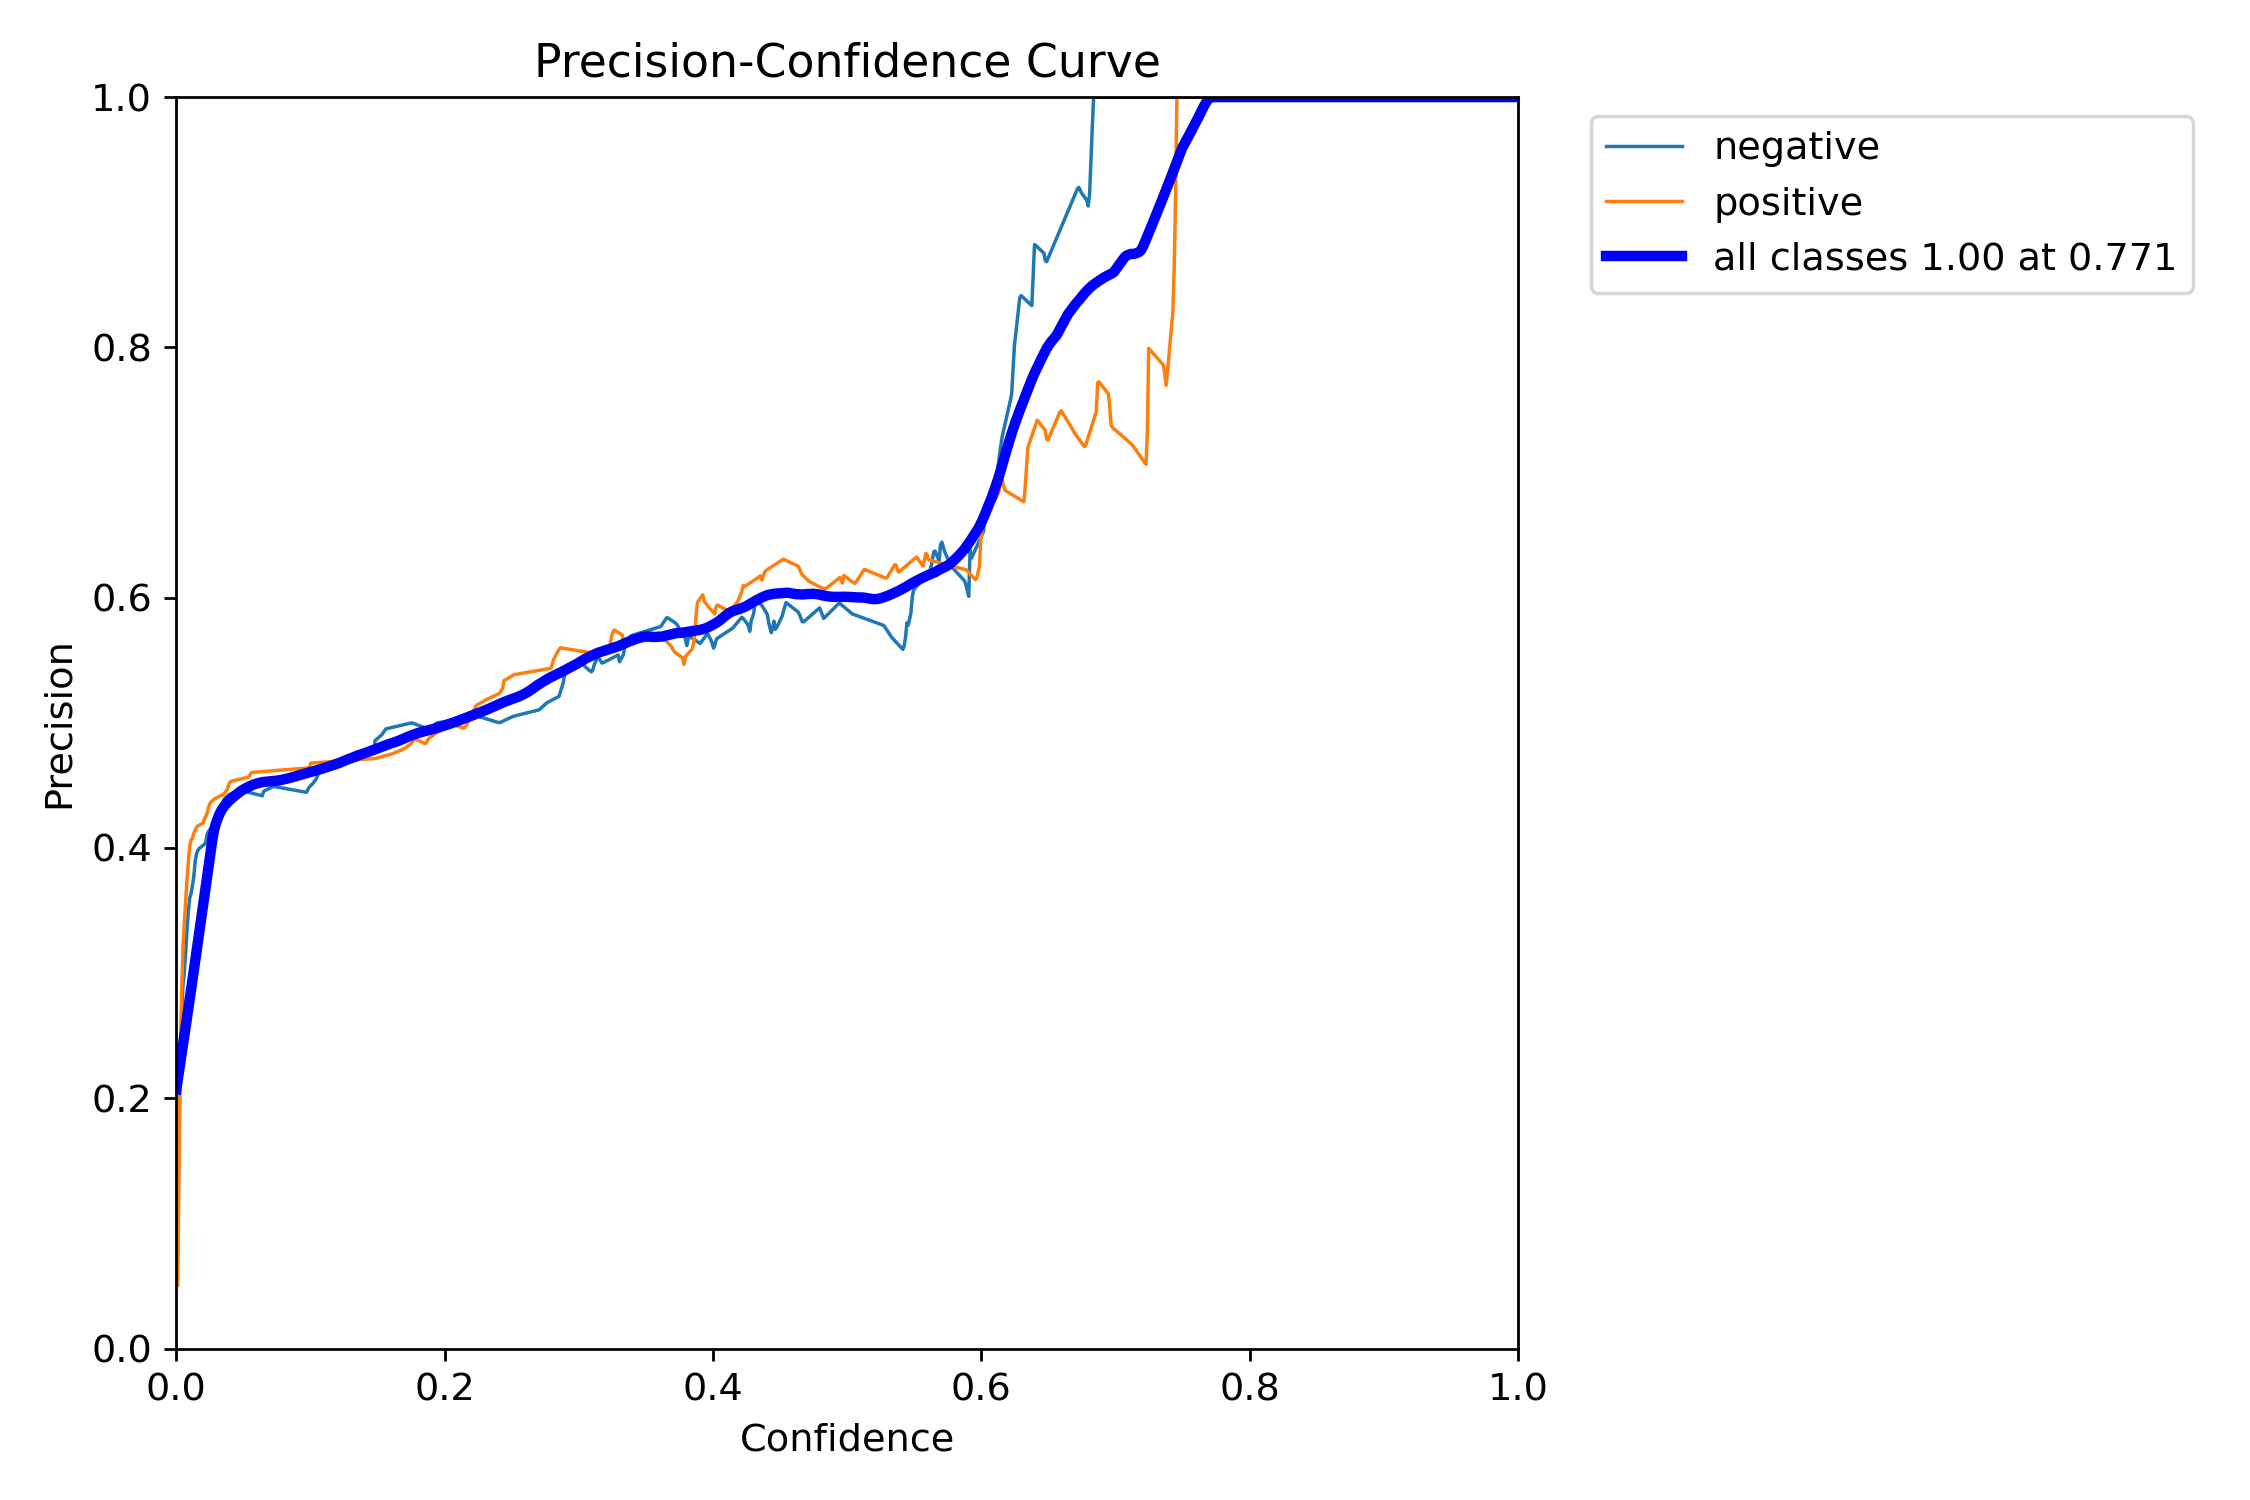 Precision-Confidence Curve
1.0
0.8
0.6
0.4
0.2
0.0
Precision
0.0 0.2 0.4 0.6 0.8 1.0
Confidence
negative
positive
all classes 1.00 at 0.771